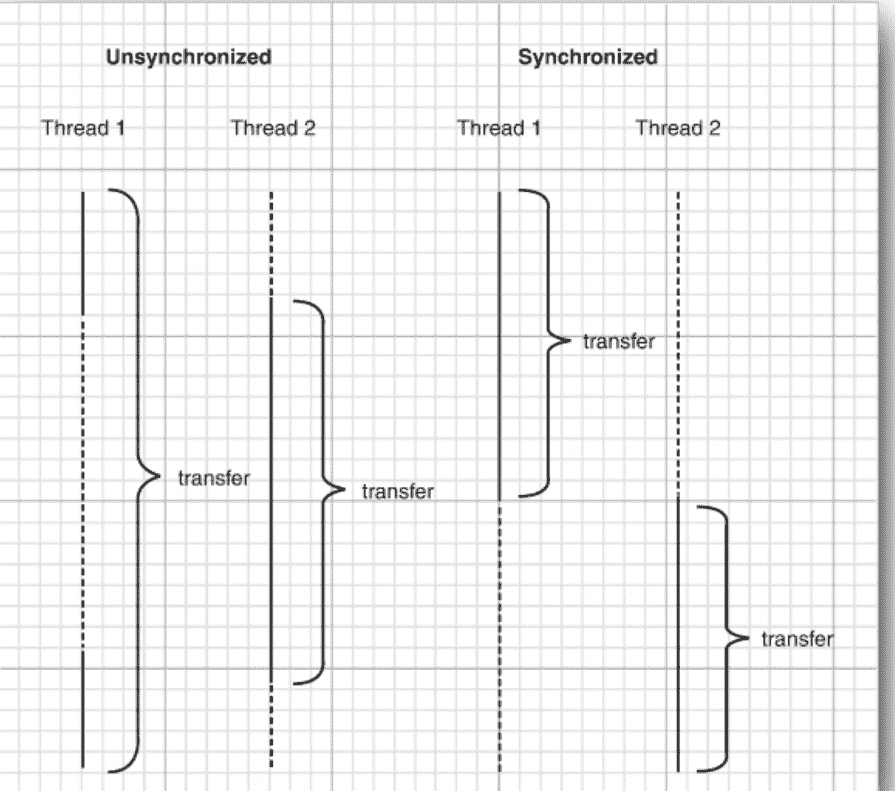 Unsynchronized Synchronized
Thread 1 Thread 2 Thread 1 Thread 2
transfer
transfer
transfer
transfer